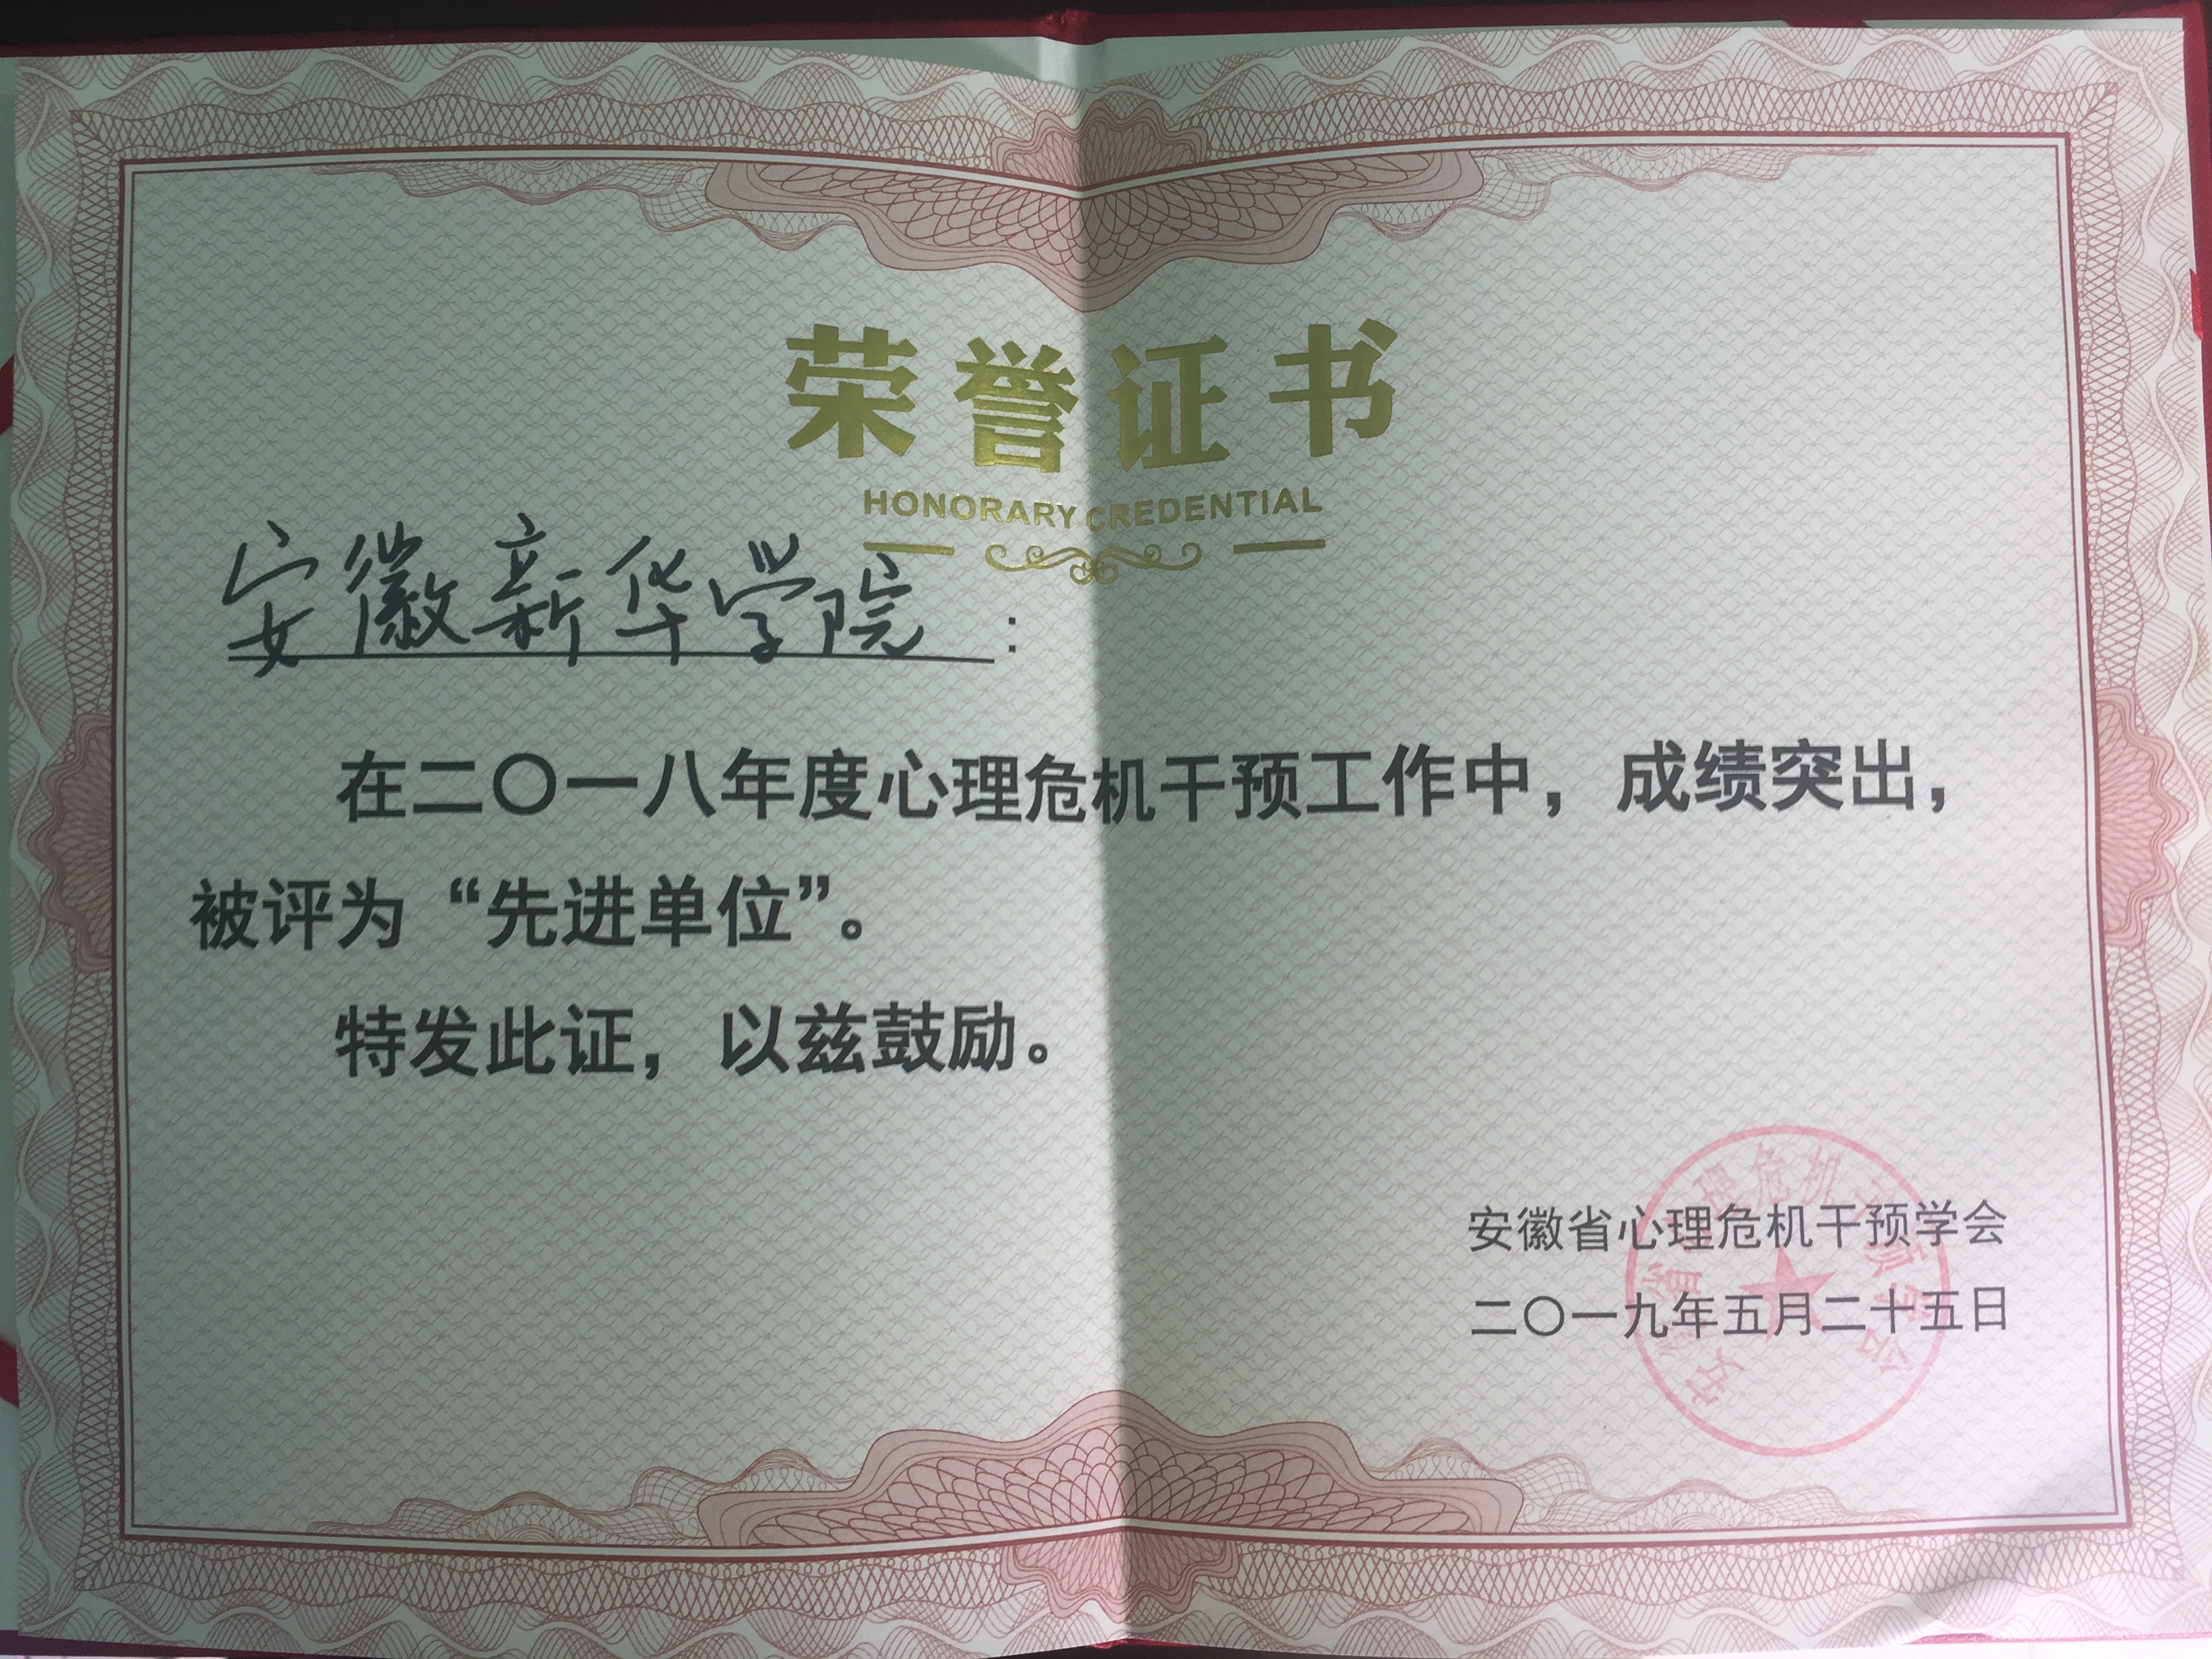 荣誉证书
HONORARY CREDENTIAL
安徽新华学院：
在二〇一八年度心理危机干预工作中，成绩突出，
被评为“先进单位”。
特发此证，以兹鼓励。
安徽省心理危机干预学会
二〇一九年五月二十五日